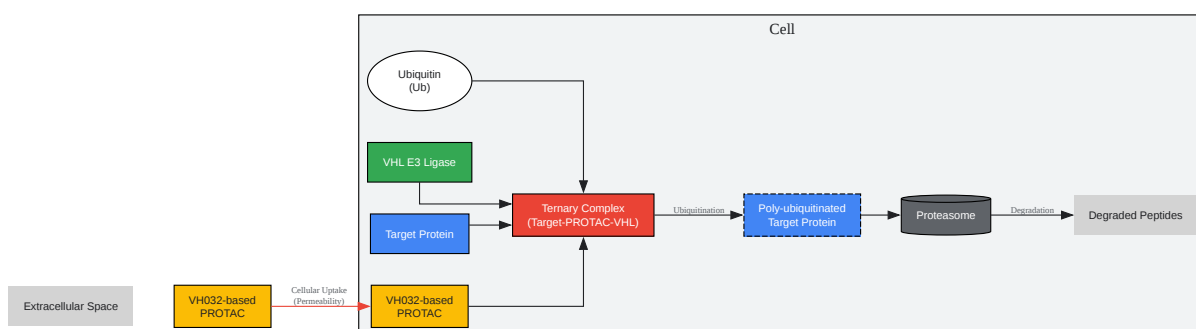 Cell
Ubiquitin
(Ub)
VHL E3 Ligase
Target Protein
Ternary Complex
(Target-PROTAC-VHL)
Ubiquitination
Poly-ubiquitinated
Target Protein
Proteasome
Degradation
Degraded Peptides
Extracellular Space
VH032-based
PROTAC
Cellular Uptake
(Permeability)
VH032-based
PROTAC